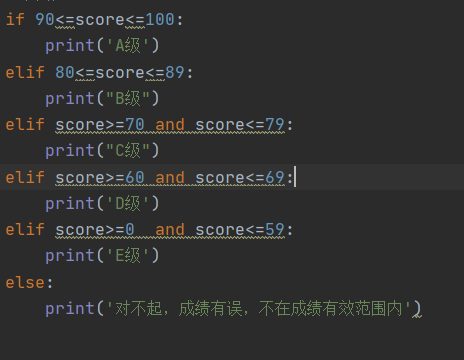 if 90<=score<=100:
    print('A级')
elif 80<=score<=89:
    print("B级")
elif score>=70 and score<=79:
    print("C级")
elif score>=60 and score<=69:
    print('D级')
elif score>=0  and score<=59:
    print('E级')
else:
    print('对不起，成绩有误，不在成绩有效范围内')